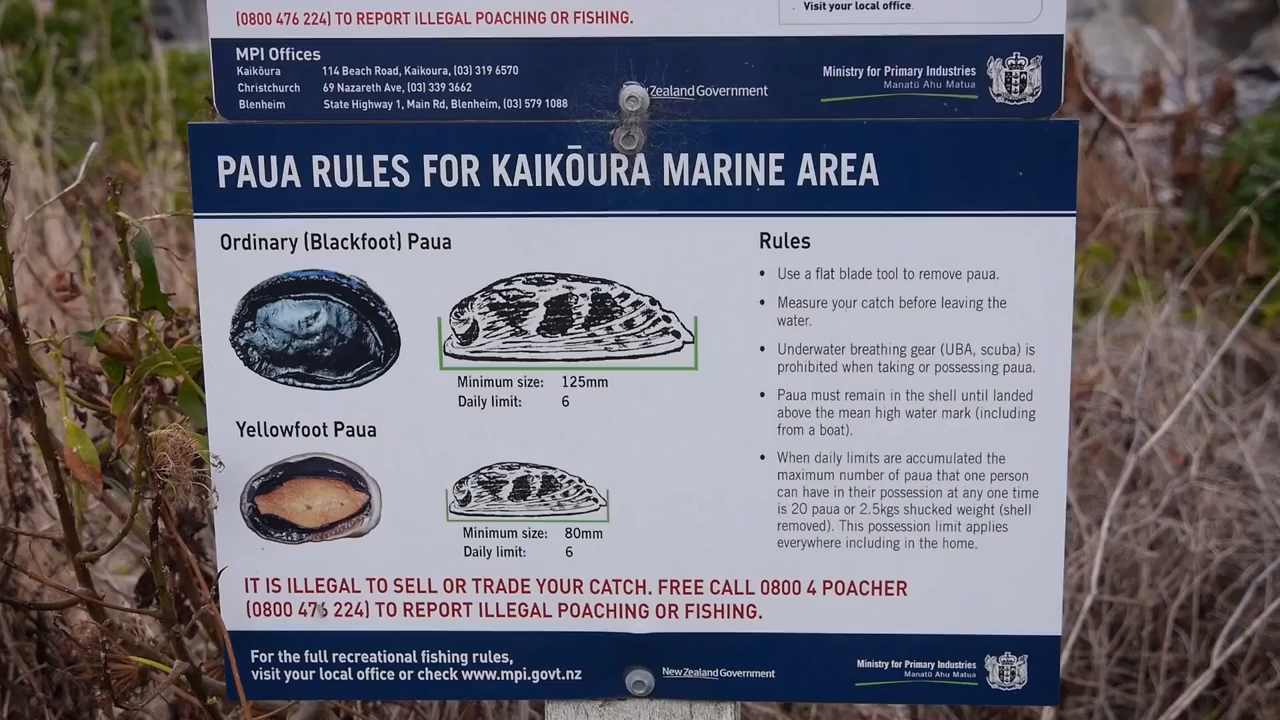 (0800 476 224) TO REPORT ILLEGAL POACHING OR FISHING.
Visit your local office.
MPI Offices
Kaikōura 114 Beach Road, Kaikoura, (03) 319 6570
Christchurch 69 Nazareth Ave, (03) 339 3662
Blenheim State Highway 1, Main Rd, Blenheim, (03) 579 1088
Zealand Government
Ministry for Primary Industries
Manatū Ahu Matua
PAUA RULES FOR KAIKŌURA MARINE AREA
Ordinary (Blackfoot) Paua
Minimum size: 125mm
Daily limit: 6
Yellowfoot Paua
Minimum size: 80mm
Daily limit: 6
Rules
• Use a flat blade tool to remove paua.
• Measure your catch before leaving the
water.
• Underwater breathing gear (UBA, scuba) is
prohibited when taking or possessing paua.
• Paua must remain in the shell until landed
above the mean high water mark (including
from a boat).
• When daily limits are accumulated the
maximum number of paua that one person
can have in their possession at any one time
is 20 paua or 2.5kgs shucked weight (shell
removed). This possession limit applies
everywhere including in the home.
IT IS ILLEGAL TO SELL OR TRADE YOUR CATCH. FREE CALL 0800 4 POACHER
(0800 476 224) TO REPORT ILLEGAL POACHING OR FISHING.
For the full recreational fishing rules,
visit your local office or check www.mpi.govt.nz
New Zealand Government
Ministry for Primary Industries
Manatū Ahu Matua